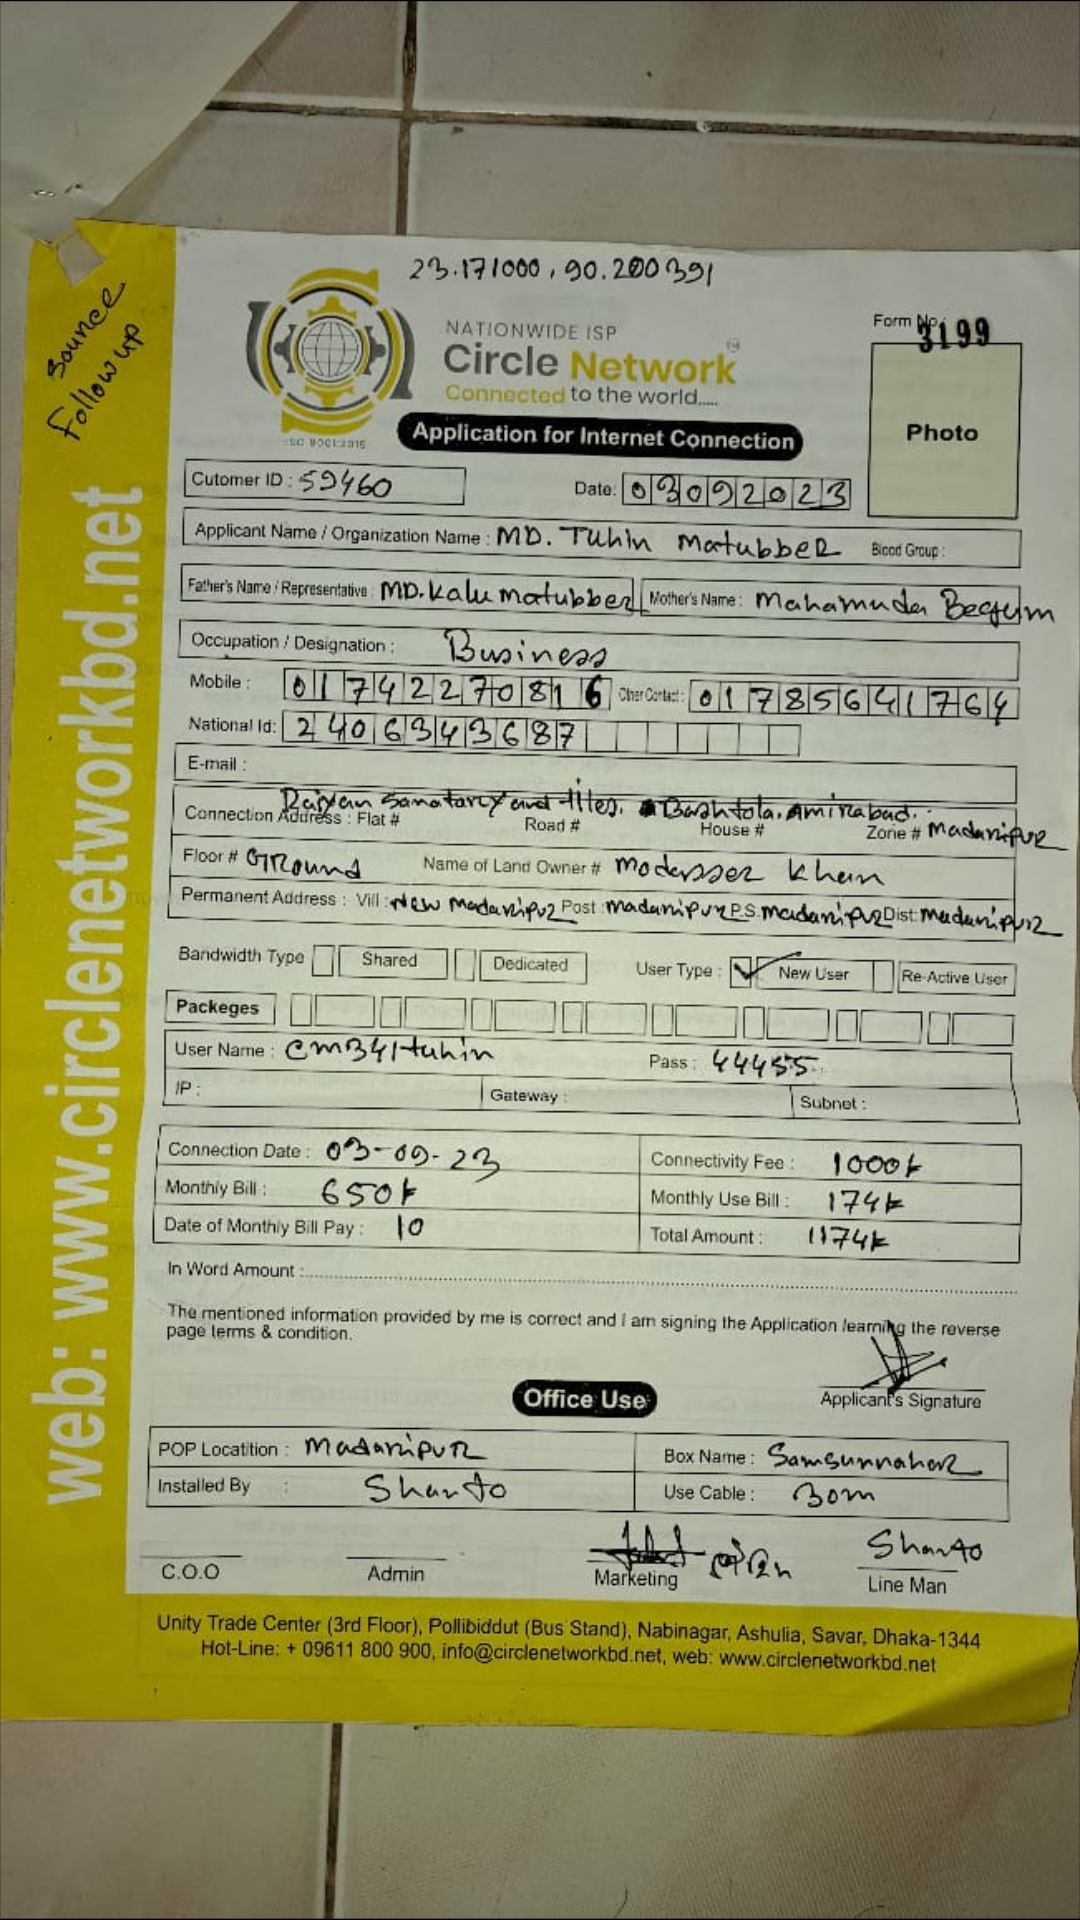 23.171000, 90.200391
Source
Follow up
NATIONWIDE ISP
Circle Network
Connected to the world.....
ISO 9001:2015
Form No.:
3199
Photo
Application for Internet Connection
Cutomer ID : 59460
Date: 03092023
Applicant Name / Organization Name : MD. Tuhin Matubber Blood Group :
Father's Name / Representative : MD. Kalu matubber Mother's Name : Mahamuda Begum
Occupation / Designation : Business
Mobile : 01742270816 Other Contact : 01785641764
National Id: 2406343687
E-mail :
Raiyan Sanatary and tiles. Bashtola. Amirabad.
Connection Address : Flat # Road # House # Zone # Madaripur
Floor # Ground Name of Land Owner # Modasser Khan
Permanent Address : Vill : New Madaripur Post : madaripur P.S. madaripur Dist: madaripur
Bandwidth Type Shared Dedicated User Type : New User Re-Active User
Packeges
User Name : cmb41tuhin Pass : 44455
IP : Gateway : Subnet :
Connection Date : 03-09-23 Connectivity Fee : 1000৳
Monthly Bill : 650৳ Monthly Use Bill : 174৳
Date of Monthly Bill Pay : 10 Total Amount : 1174৳
In Word Amount :
The mentioned information provided by me is correct and I am signing the Application learning the reverse
page terms & condition.
Applicant's Signature
Office Use
POP Locatition : Madaripur Box Name : Samsunnahar
Installed By : Shanto Use Cable : 30m
Shanto
C.O.O Admin Marketing Line Man
Unity Trade Center (3rd Floor), Pollibiddut (Bus Stand), Nabinagar, Ashulia, Savar, Dhaka-1344
Hot-Line: + 09611 800 900, info@circlenetworkbd.net, web: www.circlenetworkbd.net
web: www.circlenetworkbd.net